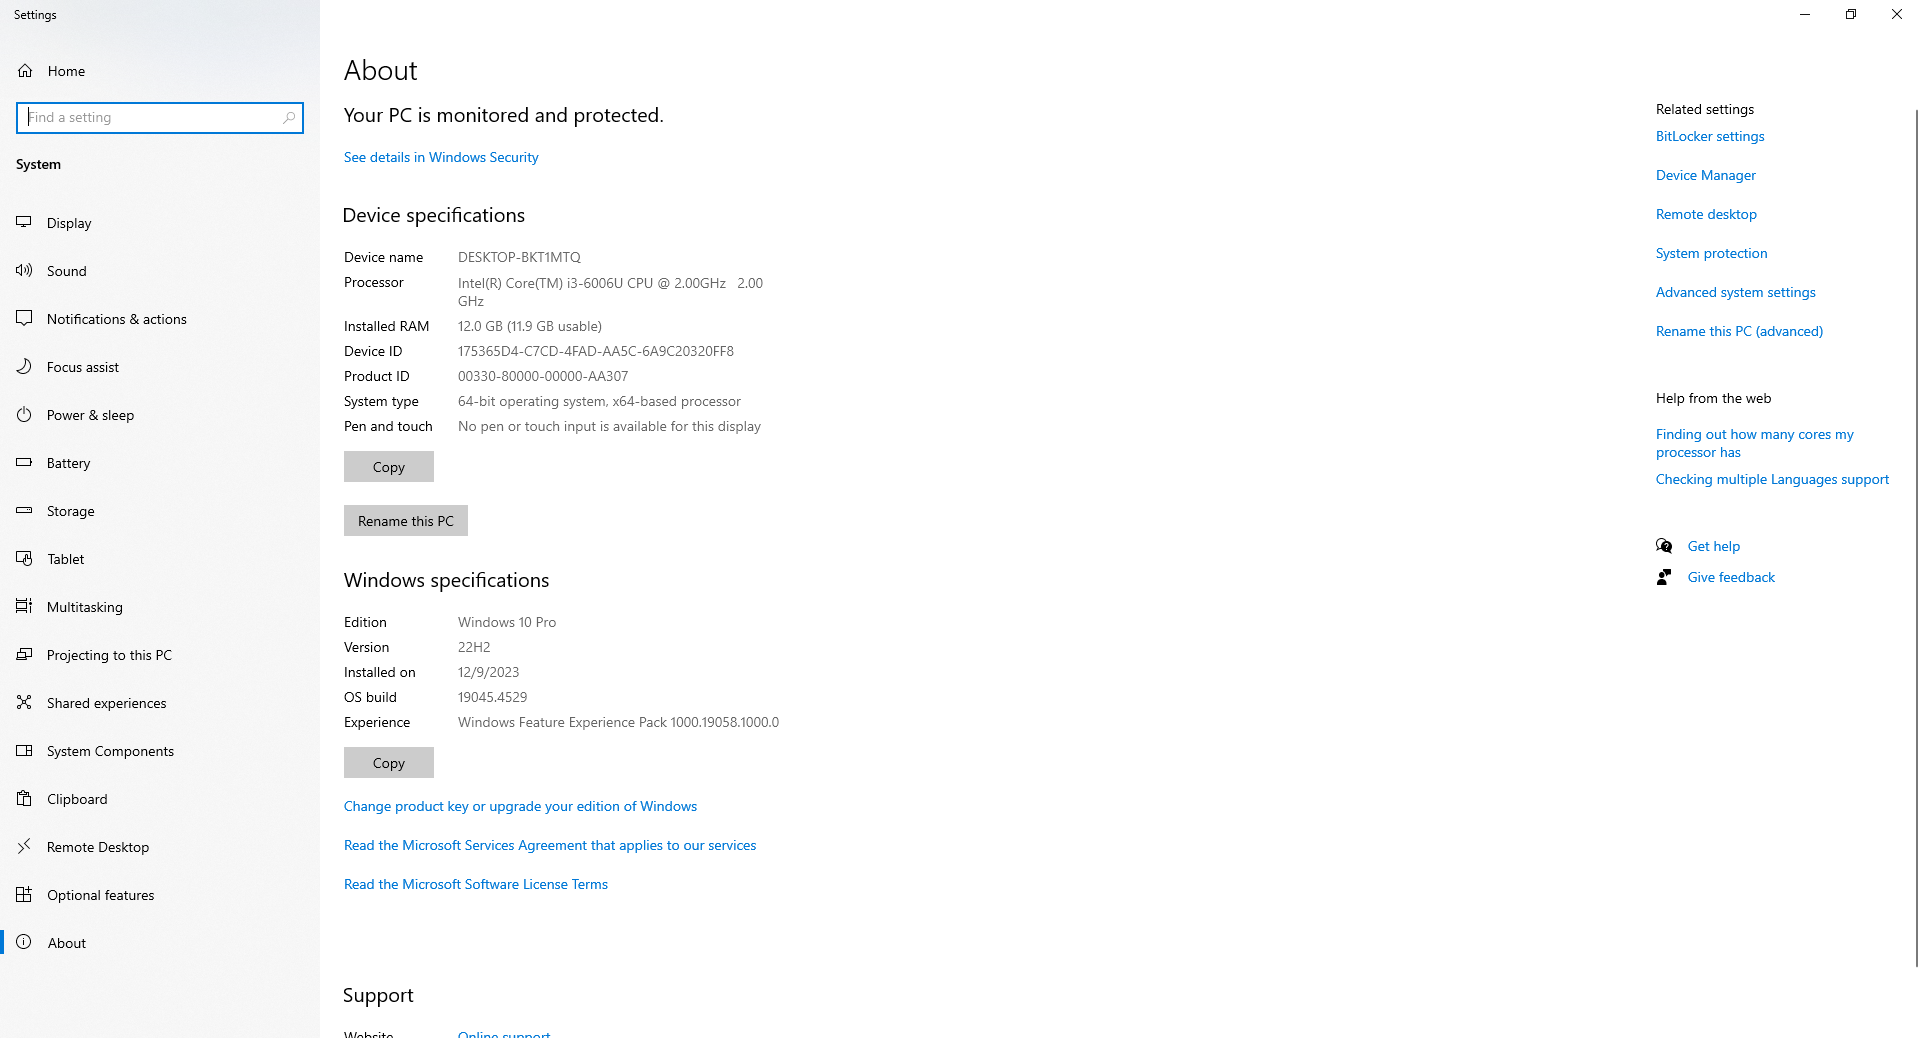 Settings
Home
Find a setting
System
Display
Sound
Notifications & actions
Focus assist
Power & sleep
Battery
Storage
Tablet
Multitasking
Projecting to this PC
Shared experiences
System Components
Clipboard
Remote Desktop
Optional features
About
About
Your PC is monitored and protected.
See details in Windows Security
Device specifications
Device name DESKTOP-BKT1MTQ
Processor Intel(R) Core(TM) i3-6006U CPU @ 2.00GHz 2.00
GHz
Installed RAM 12.0 GB (11.9 GB usable)
Device ID 175365D4-C7CD-4FAD-AA5C-6A9C20320FF8
Product ID 00330-80000-00000-AA307
System type 64-bit operating system, x64-based processor
Pen and touch No pen or touch input is available for this display
Copy
Rename this PC
Windows specifications
Edition Windows 10 Pro
Version 22H2
Installed on 12/9/2023
OS build 19045.4529
Experience Windows Feature Experience Pack 1000.19058.1000.0
Copy
Change product key or upgrade your edition of Windows
Read the Microsoft Services Agreement that applies to our services
Read the Microsoft Software License Terms
Support
Website Online support
Related settings
BitLocker settings
Device Manager
Remote desktop
System protection
Advanced system settings
Rename this PC (advanced)
Help from the web
Finding out how many cores my
processor has
Checking multiple Languages support
Get help
Give feedback